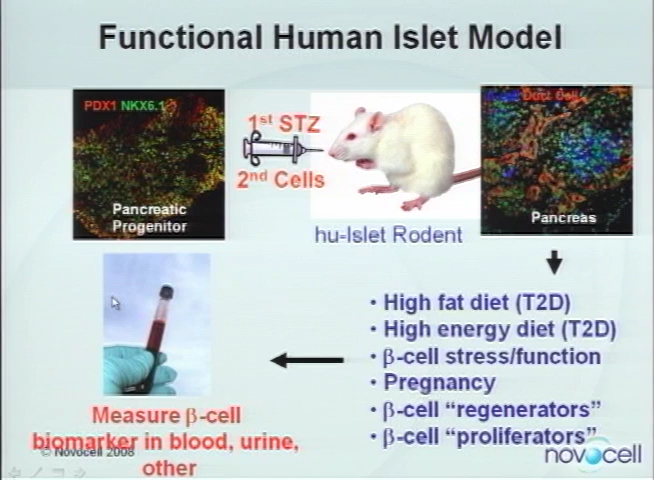 Functional Human Islet Model
PDX1 NKX6.1
Pancreatic
Progenitor
1st STZ
2nd Cells
hu-Islet Rodent
Duct Cell
Pancreas
• High fat diet (T2D)
• High energy diet (T2D)
• β-cell stress/function
• Pregnancy
• β-cell “regenerators”
• β-cell “proliferators”
Measure β-cell
biomarker in blood, urine,
other
© Novocell 2008
novocell